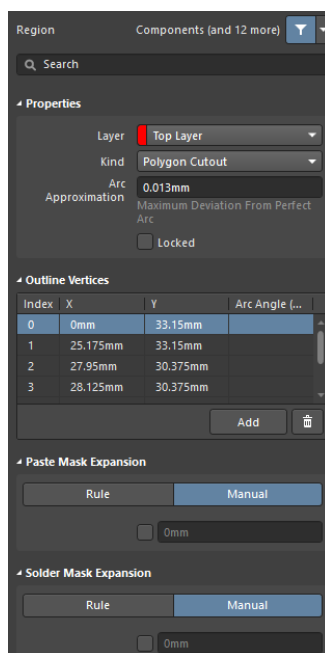 Region Components (and 12 more)
Search
Properties
Layer Top Layer
Kind Polygon Cutout
Arc Approximation 0.013mm
Maximum Deviation From Perfect
Arc
Locked
Outline Vertices
Index X Y Arc Angle (...
0 0mm 33.15mm
1 25.175mm 33.15mm
2 27.95mm 30.375mm
3 28.125mm 30.375mm
Add
Paste Mask Expansion
Rule Manual
0mm
Solder Mask Expansion
Rule Manual
0mm